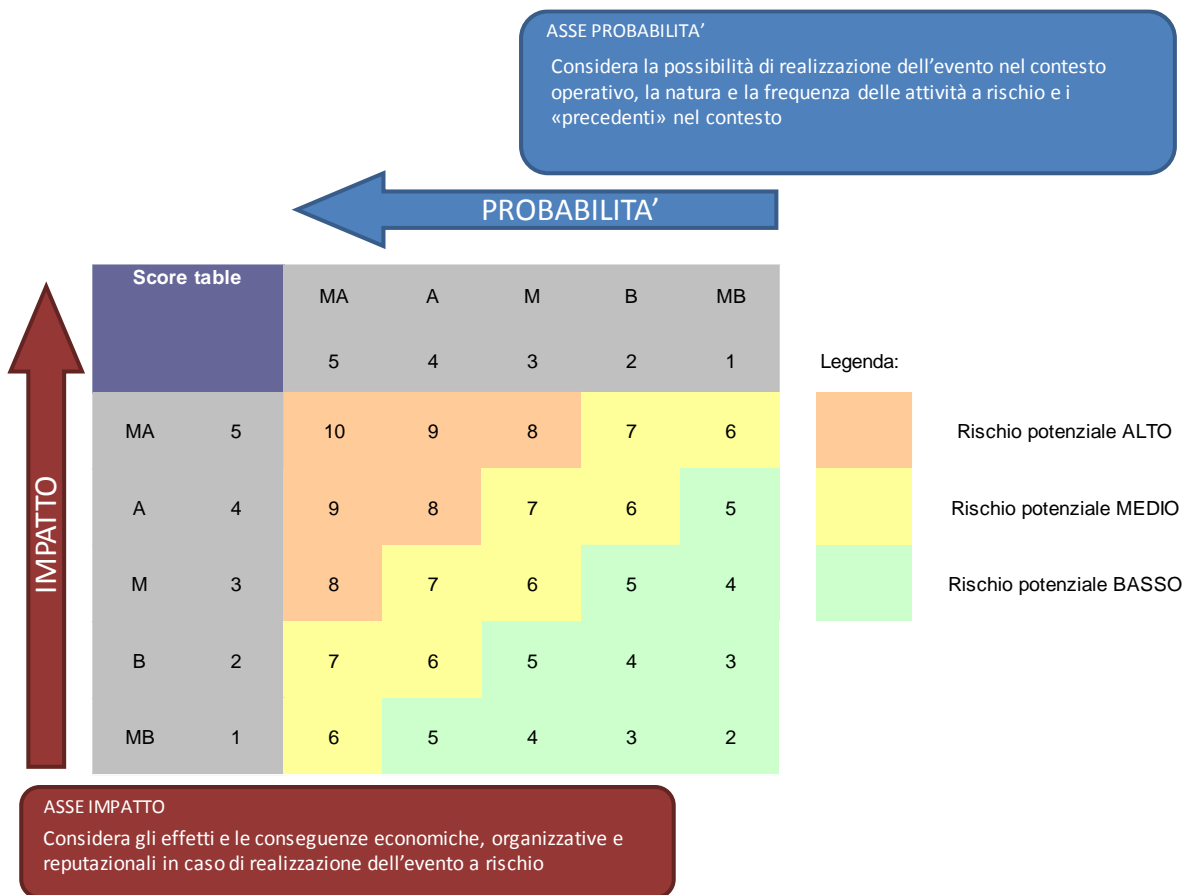 ASSE PROBABILITA’
Considera la possibilità di realizzazione dell’evento nel contesto
operativo, la natura e la frequenza delle attività a rischio e i
«precedenti» nel contesto
PROBABILITA’
Score table
MA A M B MB
5 4 3 2 1
Legenda:
MA 5 10 9 8 7 6
Rischio potenziale ALTO
A 4 9 8 7 6 5
Rischio potenziale MEDIO
M 3 8 7 6 5 4
Rischio potenziale BASSO
B 2 7 6 5 4 3
MB 1 6 5 4 3 2
IMPATTO
ASSE IMPATTO
Considera gli effetti e le conseguenze economiche, organizzative e
reputazionali in caso di realizzazione dell’evento a rischio